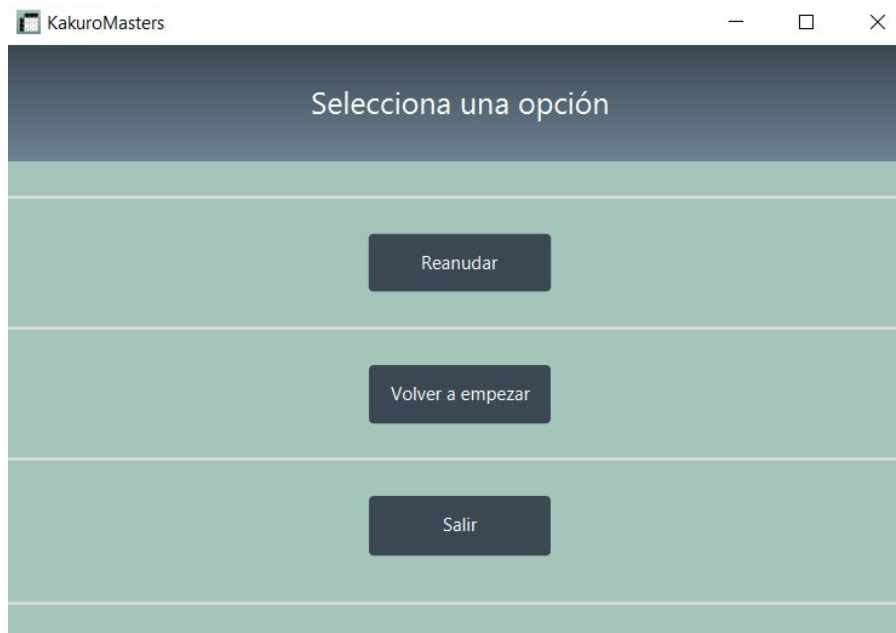 KakuroMasters
Selecciona una opción
Reanudar
Volver a empezar
Salir